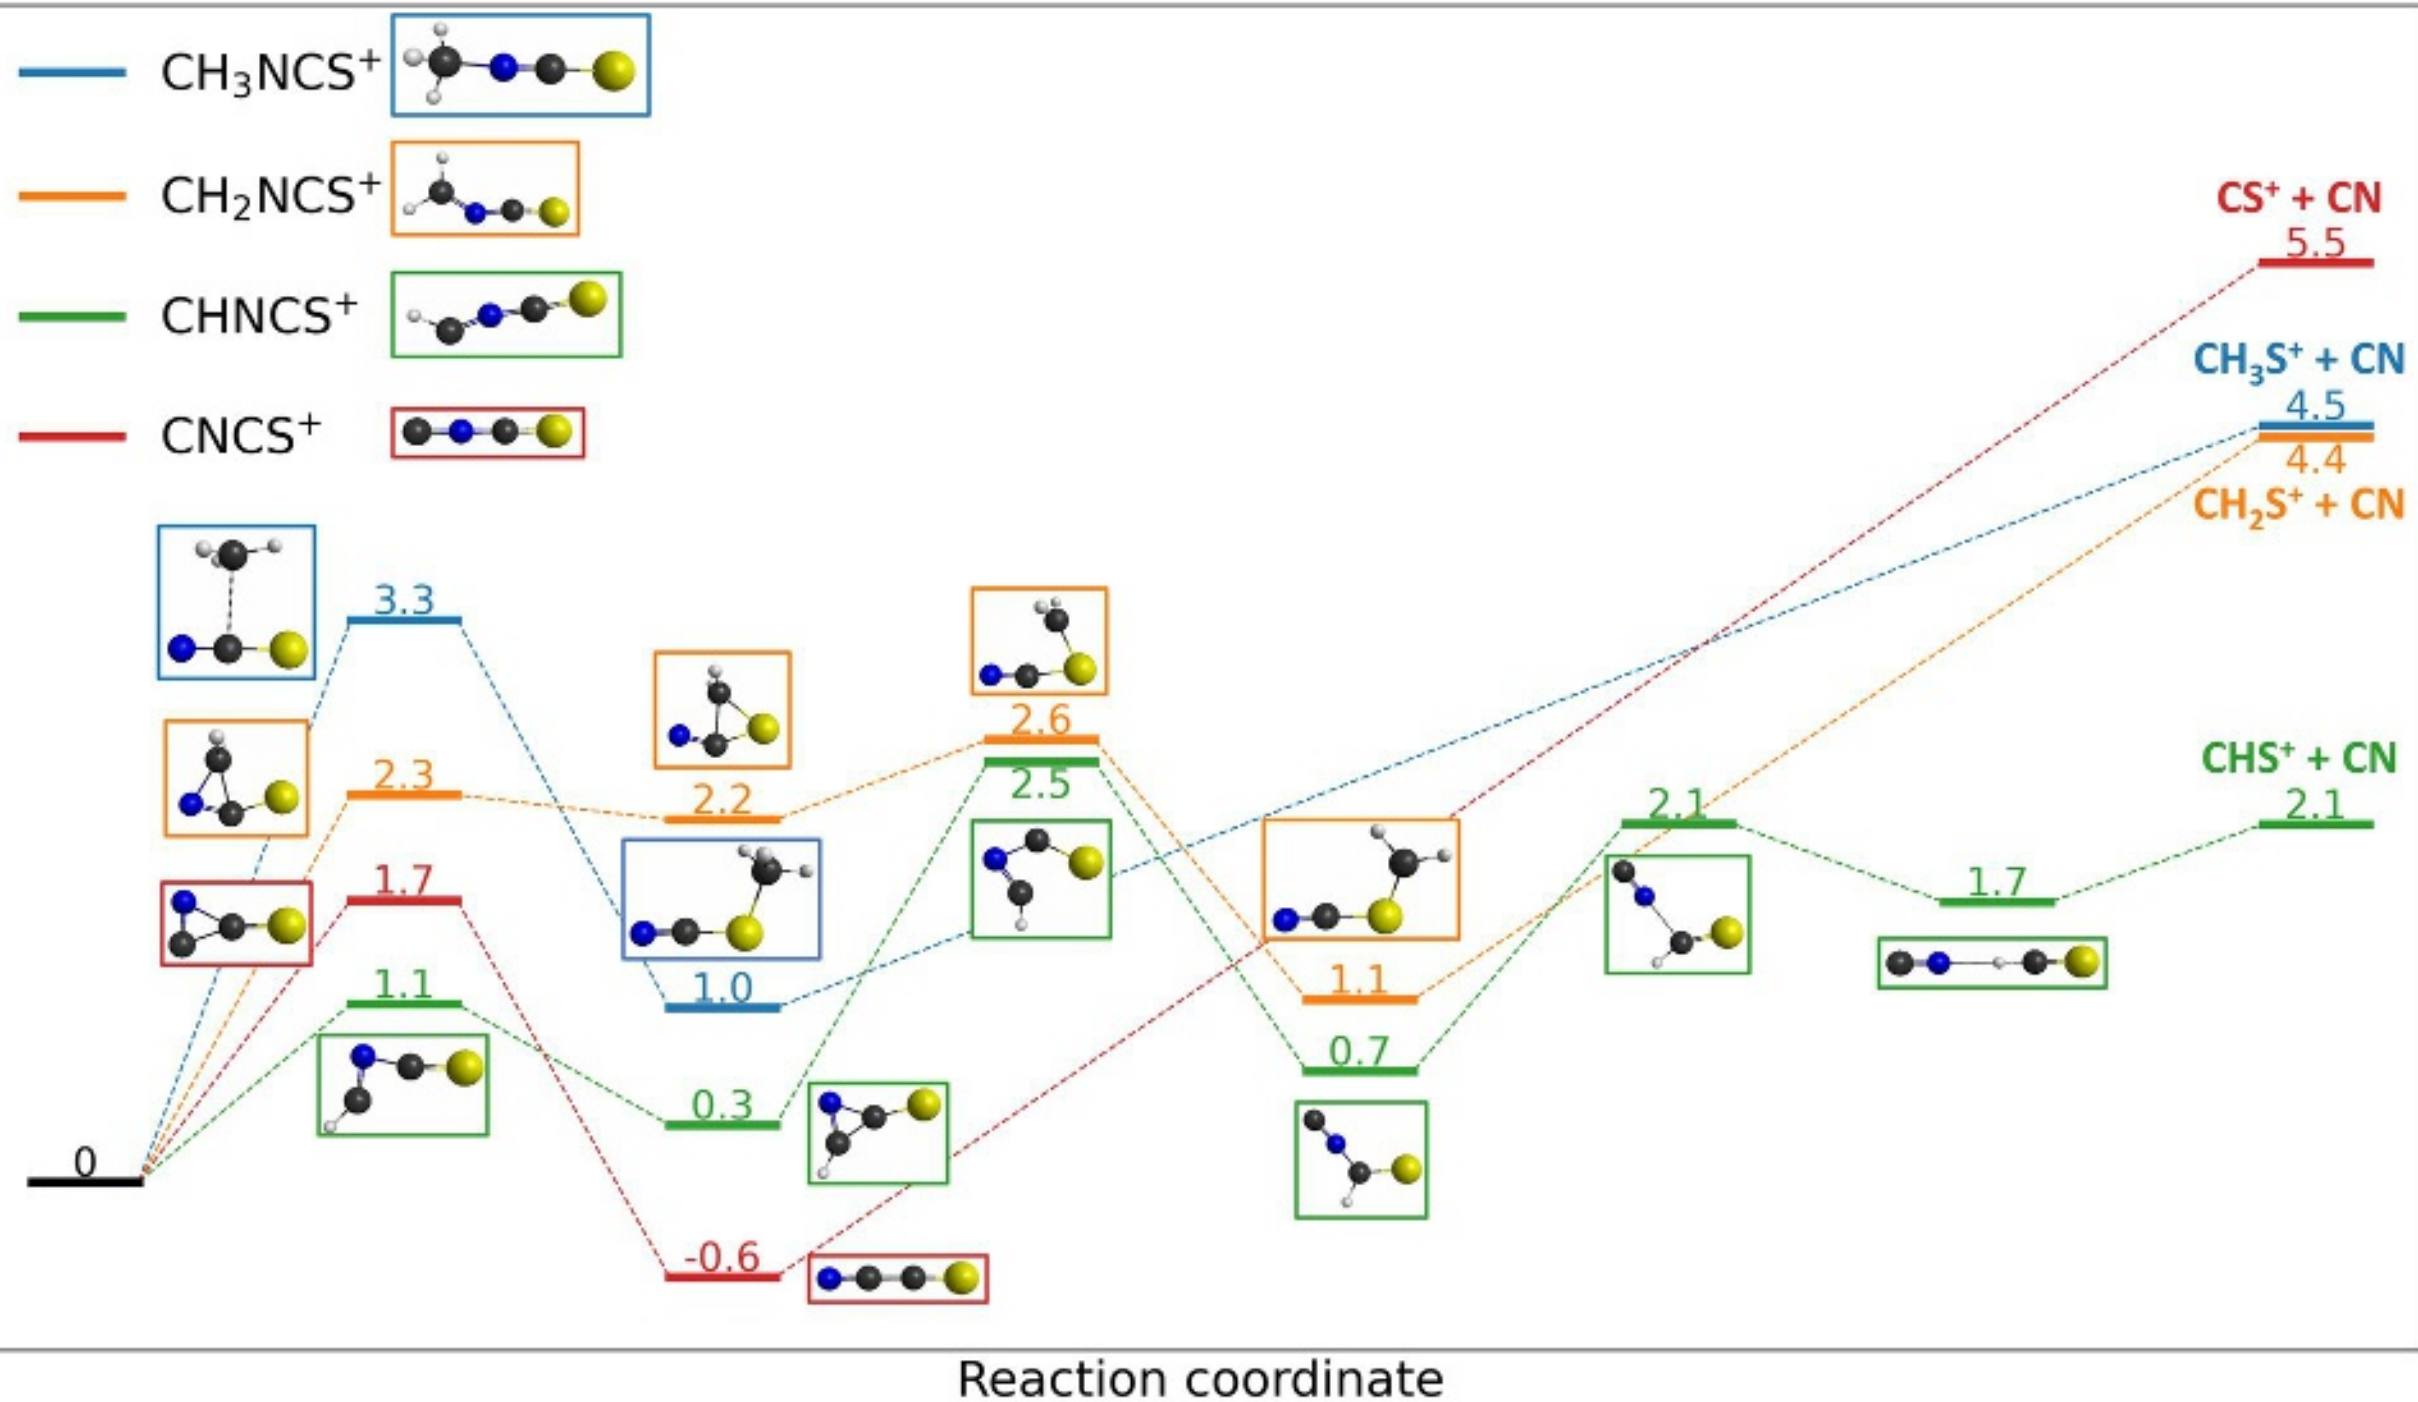 CH₃NCS⁺
CH₂NCS⁺
CHNCS⁺
CNCS⁺
CS⁺ + CN
5.5
CH₃S⁺ + CN
4.5
4.4
CH₂S⁺ + CN
3.3
2.6
2.3
2.2
2.5
CHS⁺ + CN
2.1
2.1
1.7
1.7
1.1
1.0
1.1
0.7
0.3
0
-0.6
Reaction coordinate